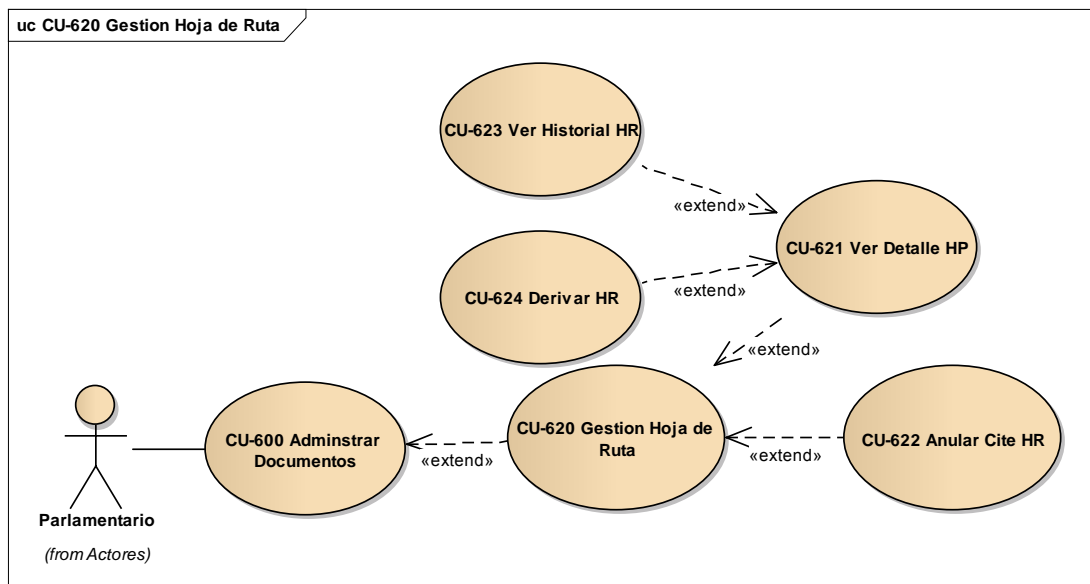 uc CU-620 Gestion Hoja de Ruta
CU-623 Ver Historial HR
«extend»
CU-621 Ver Detalle HP
CU-624 Derivar HR
«extend»
«extend»
CU-600 Adminstrar
Documentos
«extend»
CU-620 Gestion Hoja de
Ruta
«extend»
CU-622 Anular Cite HR
Parlamentario
(from Actores)